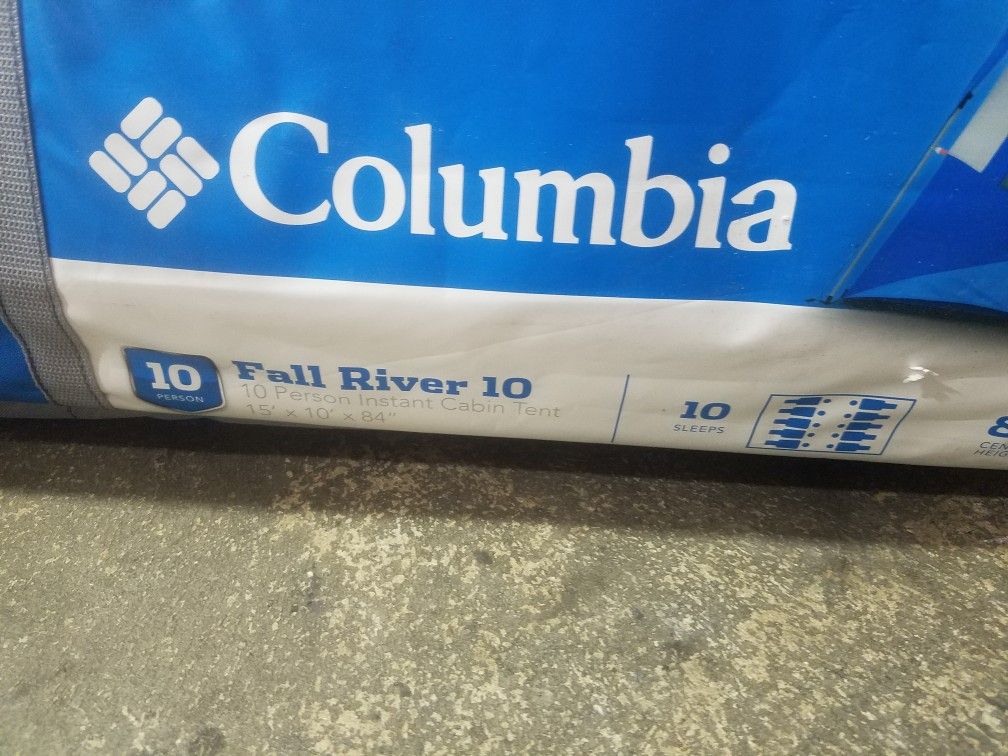 Columbia
10
PERSON
Fall River 10
10 Person Instant Cabin Tent
15' x 10' x 84"
10
SLEEPS